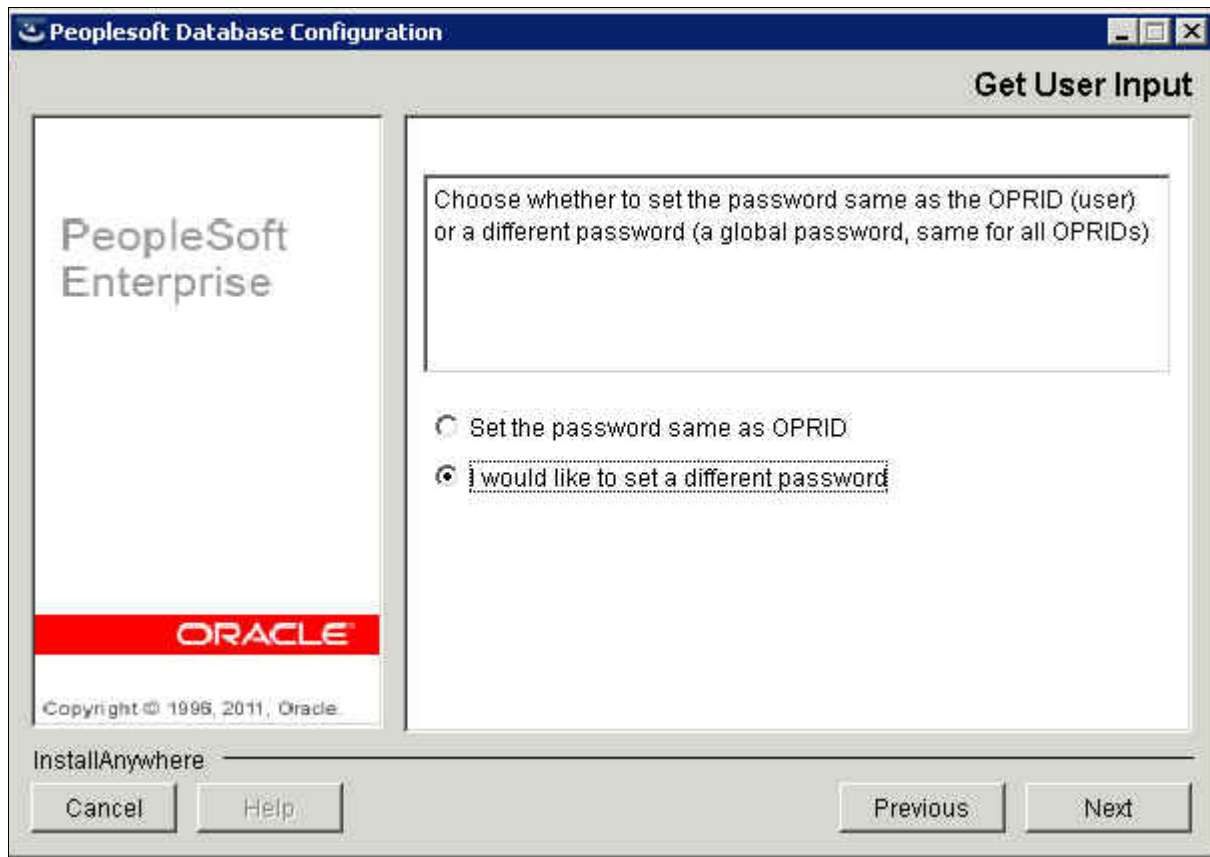 Peoplesoft Database Configuration
Get User Input
PeopleSoft
Enterprise
ORACLE
Copyright © 1996, 2011, Oracle.
Choose whether to set the password same as the OPRID (user)
or a different password (a global password, same for all OPRIDs)
Set the password same as OPRID
I would like to set a different password
InstallAnywhere
Cancel
Help
Previous
Next